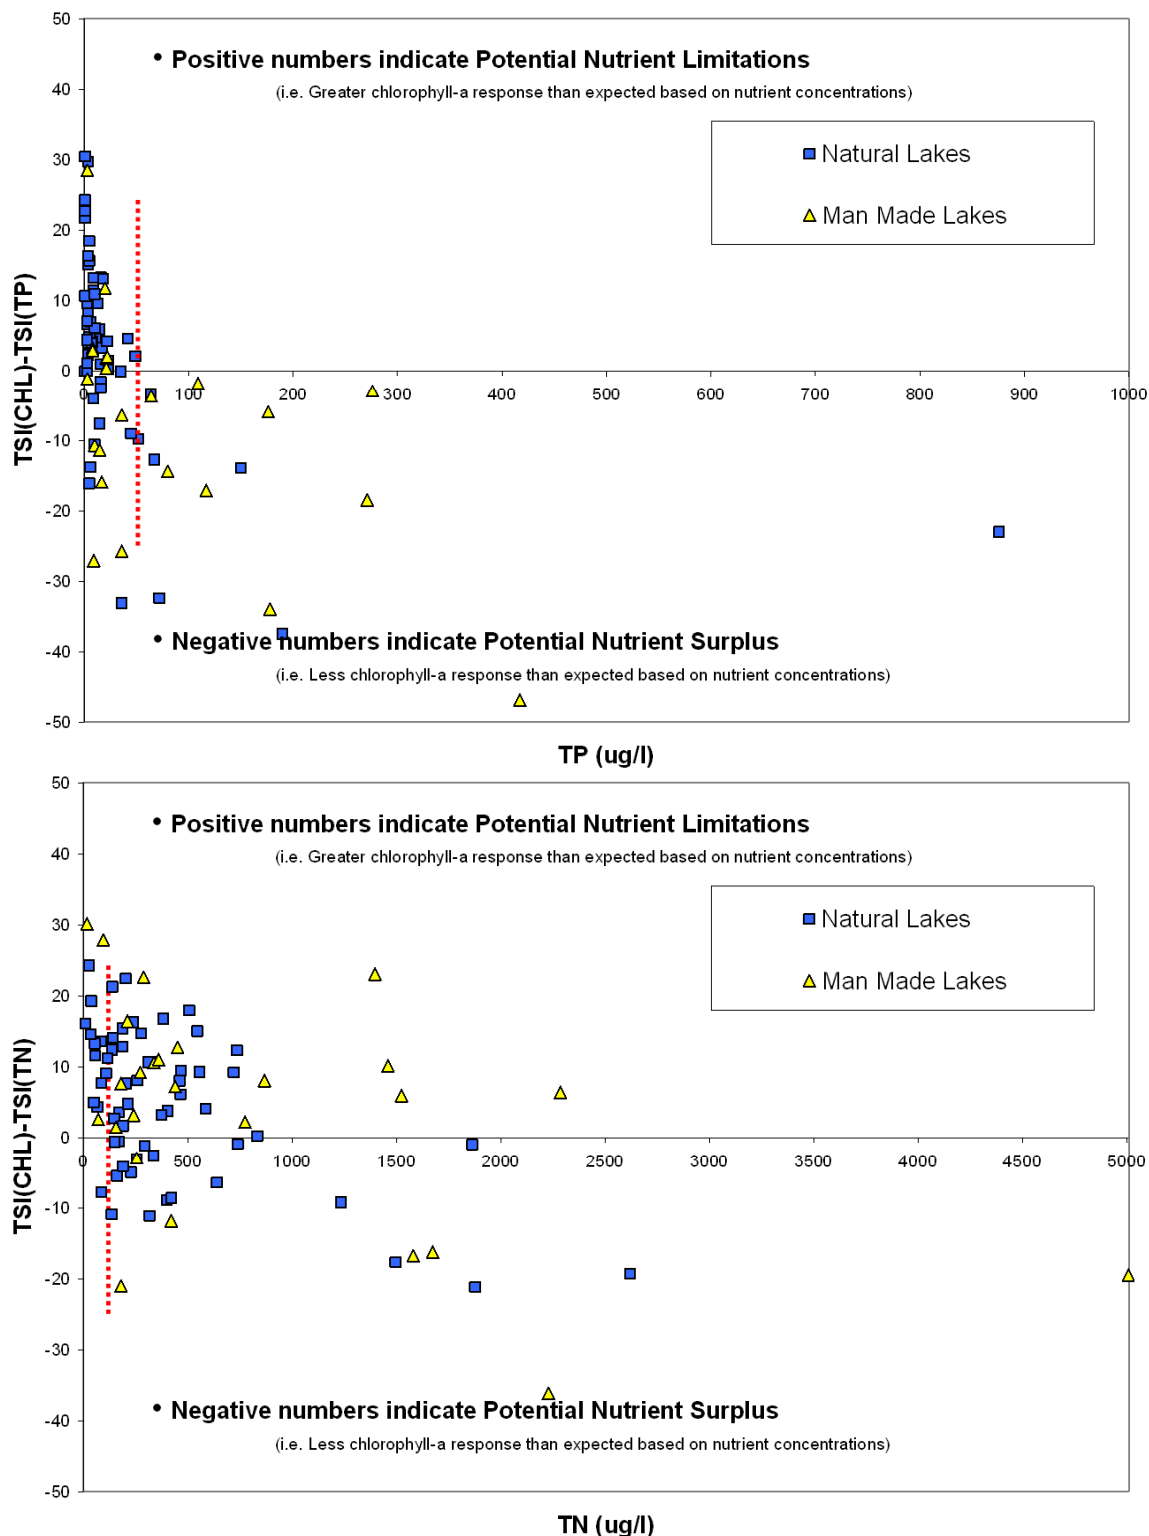 50
• Positive numbers indicate Potential Nutrient Limitations
40
(i.e. Greater chlorophyll-a response than expected based on nutrient concentrations)
30
Natural Lakes
20
Man Made Lakes
10
TSI(CHL)-TSI(TP)
0
0 100 200 300 400 500 600 700 800 900 1000
-10
-20
-30
• Negative numbers indicate Potential Nutrient Surplus
-40
(i.e. Less chlorophyll-a response than expected based on nutrient concentrations)
-50
TP (ug/l)
50
• Positive numbers indicate Potential Nutrient Limitations
40
(i.e. Greater chlorophyll-a response than expected based on nutrient concentrations)
30
Natural Lakes
20
Man Made Lakes
10
TSI(CHL)-TSI(TN)
0
0 500 1000 1500 2000 2500 3000 3500 4000 4500 5000
-10
-20
-30
• Negative numbers indicate Potential Nutrient Surplus
-40
(i.e. Less chlorophyll-a response than expected based on nutrient concentrations)
-50
TN (ug/l)